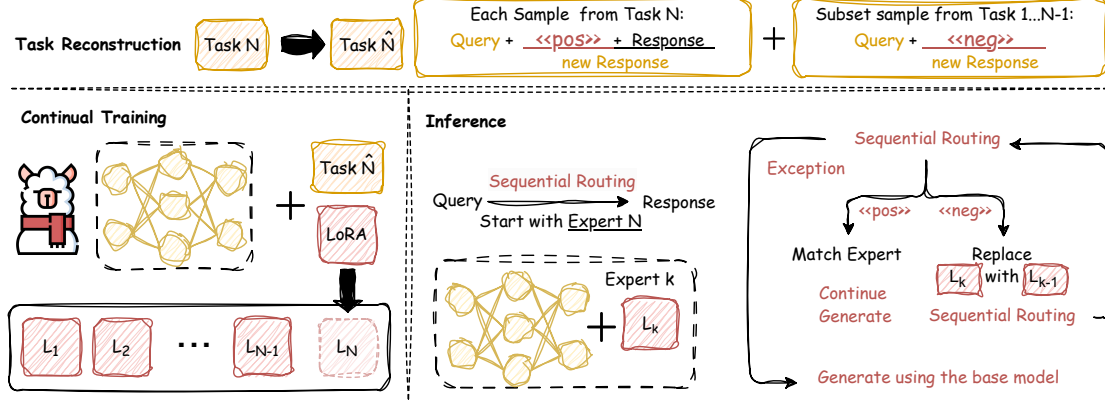 Task Reconstruction
Task N
Task N̂
Each Sample from Task N:
Query + <<pos>> + Response
new Response
+
Subset sample from Task 1...N-1:
Query + <<neg>>
new Response
Continual Training
+
Task N̂
LoRA
L1
L2
...
LN-1
LN
Inference
Sequential Routing
Query
Response
Start with Expert N
Expert k
+
Lk
Sequential Routing
Exception
<<pos>>
<<neg>>
Match Expert
Continue
Generate
Replace
Lk with Lk-1
Sequential Routing
Generate using the base model